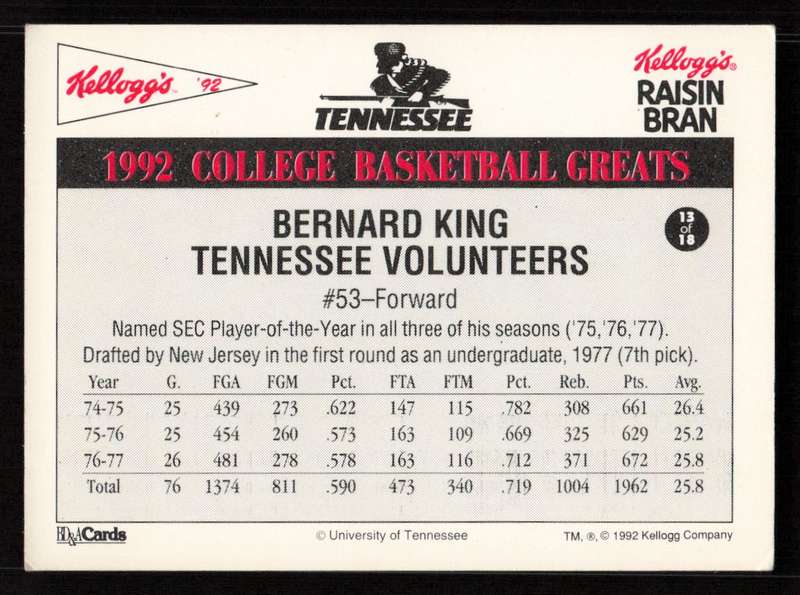 Kellogg's '92
TENNESSEE
Kellogg's®
RAISIN
BRAN
1992 COLLEGE BASKETBALL GREATS
BERNARD KING
TENNESSEE VOLUNTEERS
13
of
18
#53–Forward
Named SEC Player-of-the-Year in all three of his seasons ('75,'76,'77).
Drafted by New Jersey in the first round as an undergraduate, 1977 (7th pick).
Year G. FGA FGM Pct. FTA FTM Pct. Reb. Pts. Avg.
74-75 25 439 273 .622 147 115 .782 308 661 26.4
75-76 25 454 260 .573 163 109 .669 325 629 25.2
76-77 26 481 278 .578 163 116 .712 371 672 25.8
Total 76 1374 811 .590 473 340 .719 1004 1962 25.8
BD&A Cards
© University of Tennessee
TM, ®, © 1992 Kellogg Company